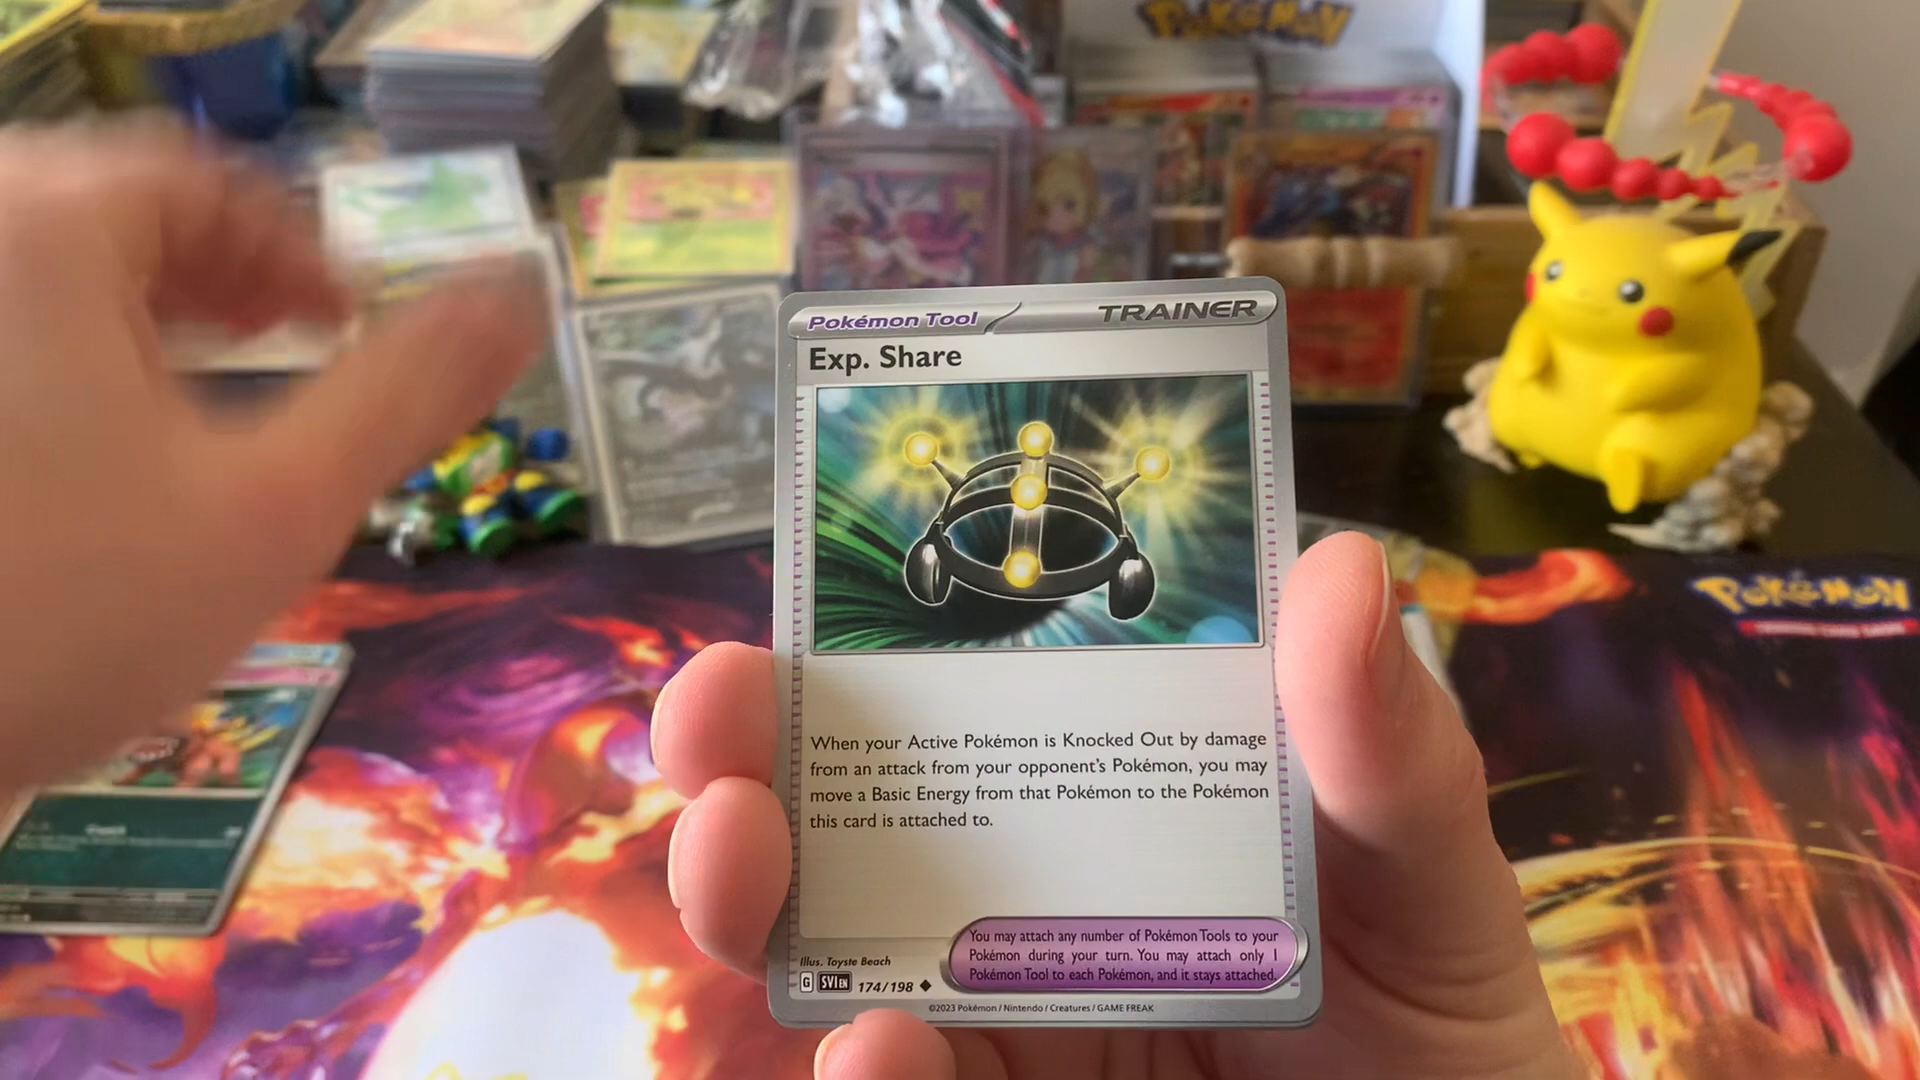 Pokémon
Pokémon Tool
TRAINER
Exp. Share
When your Active Pokémon is Knocked Out by damage
from an attack from your opponent's Pokémon, you may
move a Basic Energy from that Pokémon to the Pokémon
this card is attached to.
You may attach any number of Pokémon Tools to your
Pokémon during your turn. You may attach only 1
Pokémon Tool to each Pokémon, and it stays attached.
Illus. Toyste Beach
G SVI EN 174/198
©2023 Pokémon / Nintendo / Creatures / GAME FREAK
Pokémon